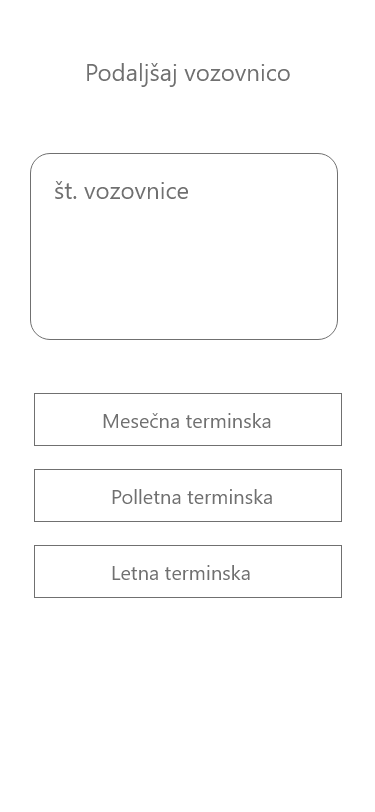 Podaljšaj vozovnico
št. vozovnice
Mesečna terminska
Polletna terminska
Letna terminska